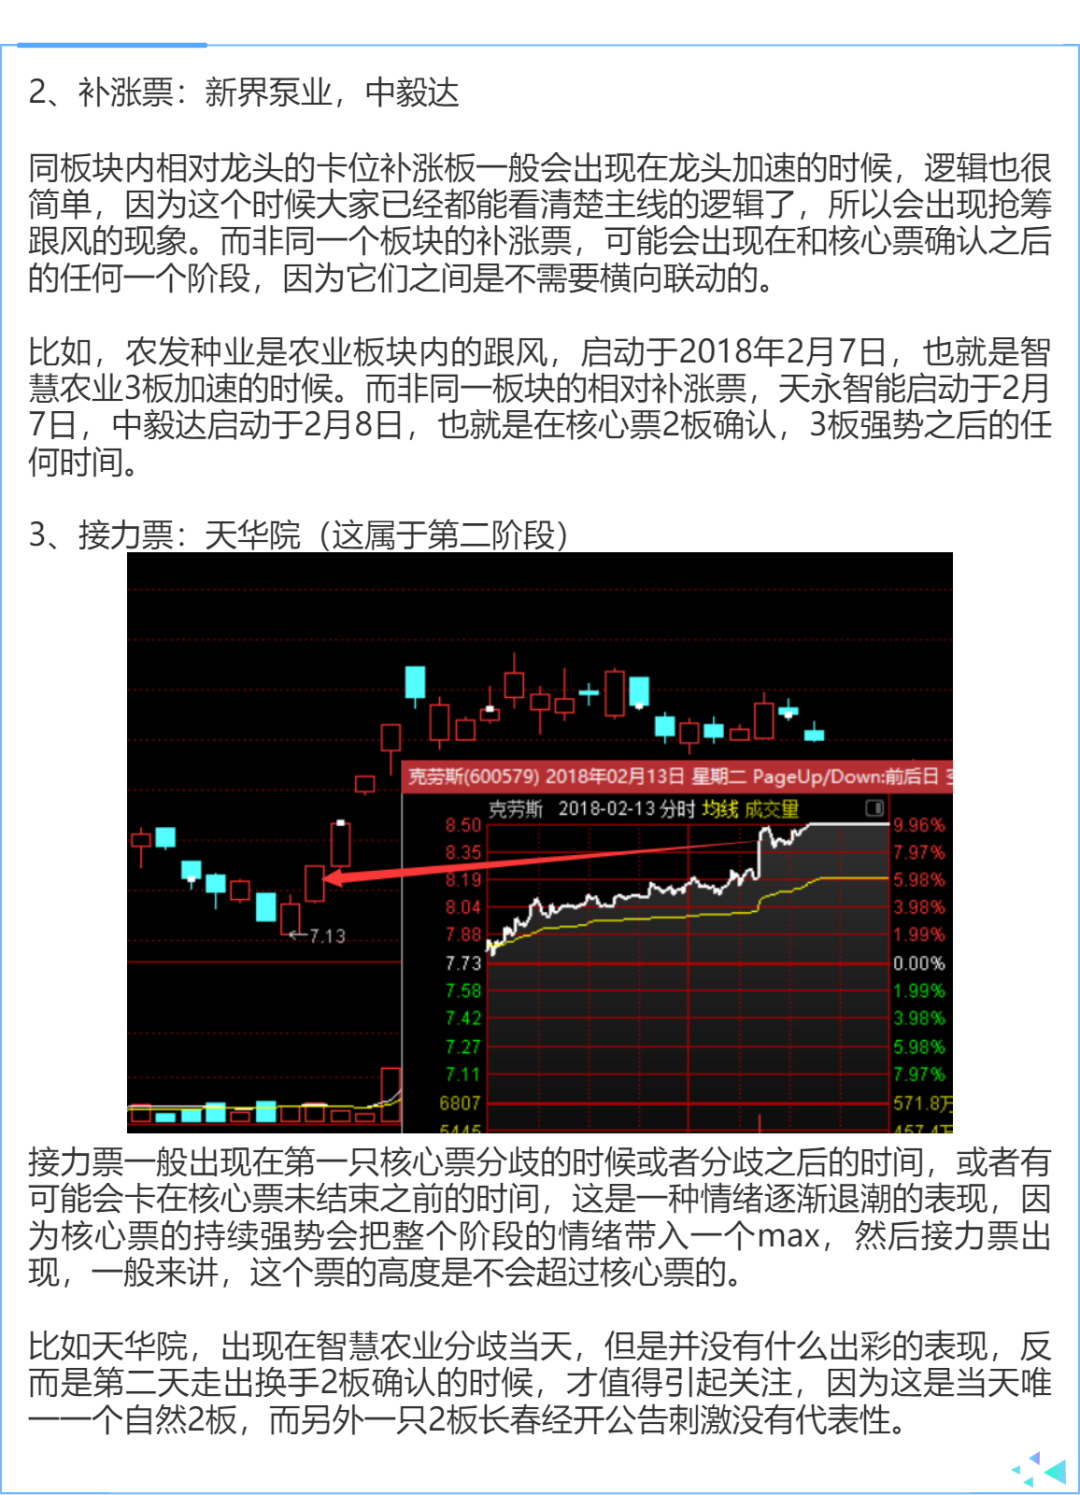 2、补涨票：新界泵业，中毅达
同板块内相对龙头的卡位补涨板一般会出现在龙头加速的时候，逻辑也很
简单，因为这个时候大家已经都能看清楚主线的逻辑了，所以会出现抢筹
跟风的现象。而非同一个板块的补涨票，可能会出现在和核心票确认之后
的任何一个阶段，因为它们之间是不需要横向联动的。
比如，农发种业是农业板块内的跟风，启动于2018年2月7日，也就是智
慧农业3板加速的时候。而非同一板块的相对补涨票，天永智能启动于2月
7日，中毅达启动于2月8日，也就是在核心票2板确认，3板强势之后的任
何时间。
3、接力票：天华院（这属于第二阶段）
克劳斯(600579) 2018年02月13日 星期二 PageUp/Down:前后日
克劳斯 2018-02-13 分时 均线 成交量
8.50 9.96%
8.35 7.97%
8.19 5.98%
8.04 3.98%
7.88 1.99%
7.73 0.00%
7.58 1.99%
7.42 3.98%
7.27 5.98%
7.11 7.97%
6807 571.8万
5445 457.4万
←7.13
接力票一般出现在第一只核心票分歧的时候或者分歧之后的时间，或者有
可能会卡在核心票未结束之前的时间，这是一种情绪逐渐退潮的表现，因
为核心票的持续强势会把整个阶段的情绪带入一个max，然后接力票出
现，一般来讲，这个票的高度是不会超过核心票的。
比如天华院，出现在智慧农业分歧当天，但是并没有什么出彩的表现，反
而是第二天走出换手2板确认的时候，才值得引起关注，因为这是当天唯
一一个自然2板，而另外一只2板长春经开公告刺激没有代表性。